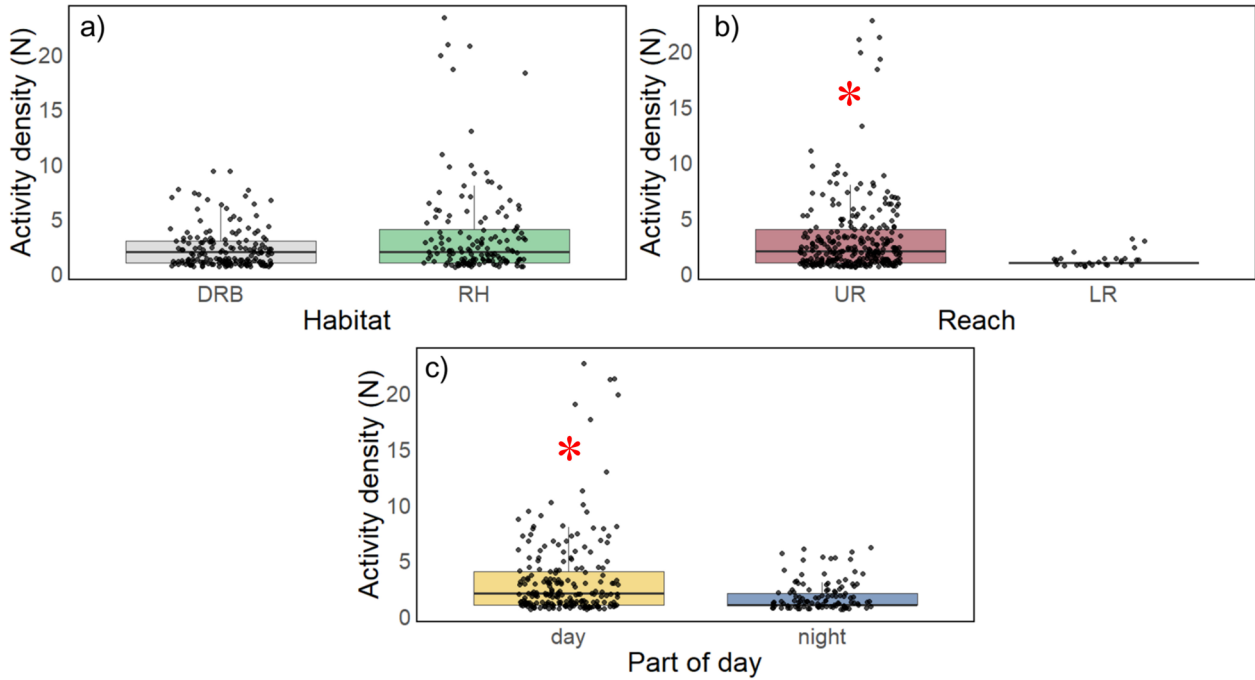 a)
Activity density (N)
20
15
10
5
0
DRB RH
Habitat
b)
Activity density (N)
20
15
10
5
0
UR LR
Reach
*
c)
Activity density (N)
20
15
10
5
0
day night
Part of day
*